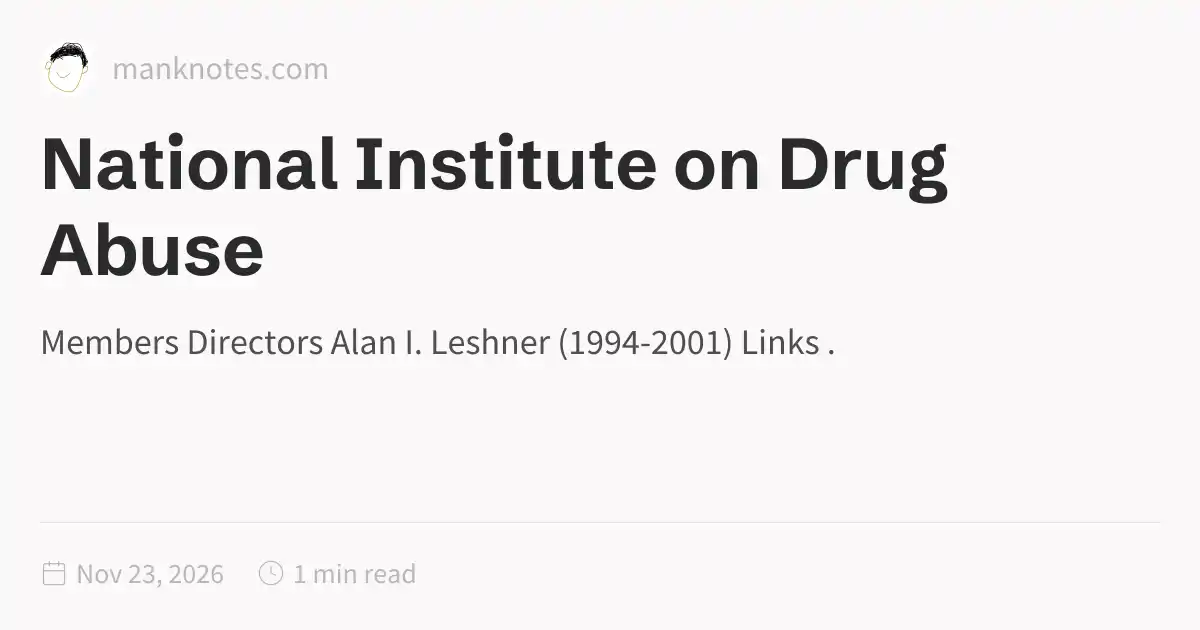 manknotes.com
National Institute on Drug
Abuse
Members Directors Alan I. Leshner (1994-2001) Links .
Nov 23, 2026 1 min read